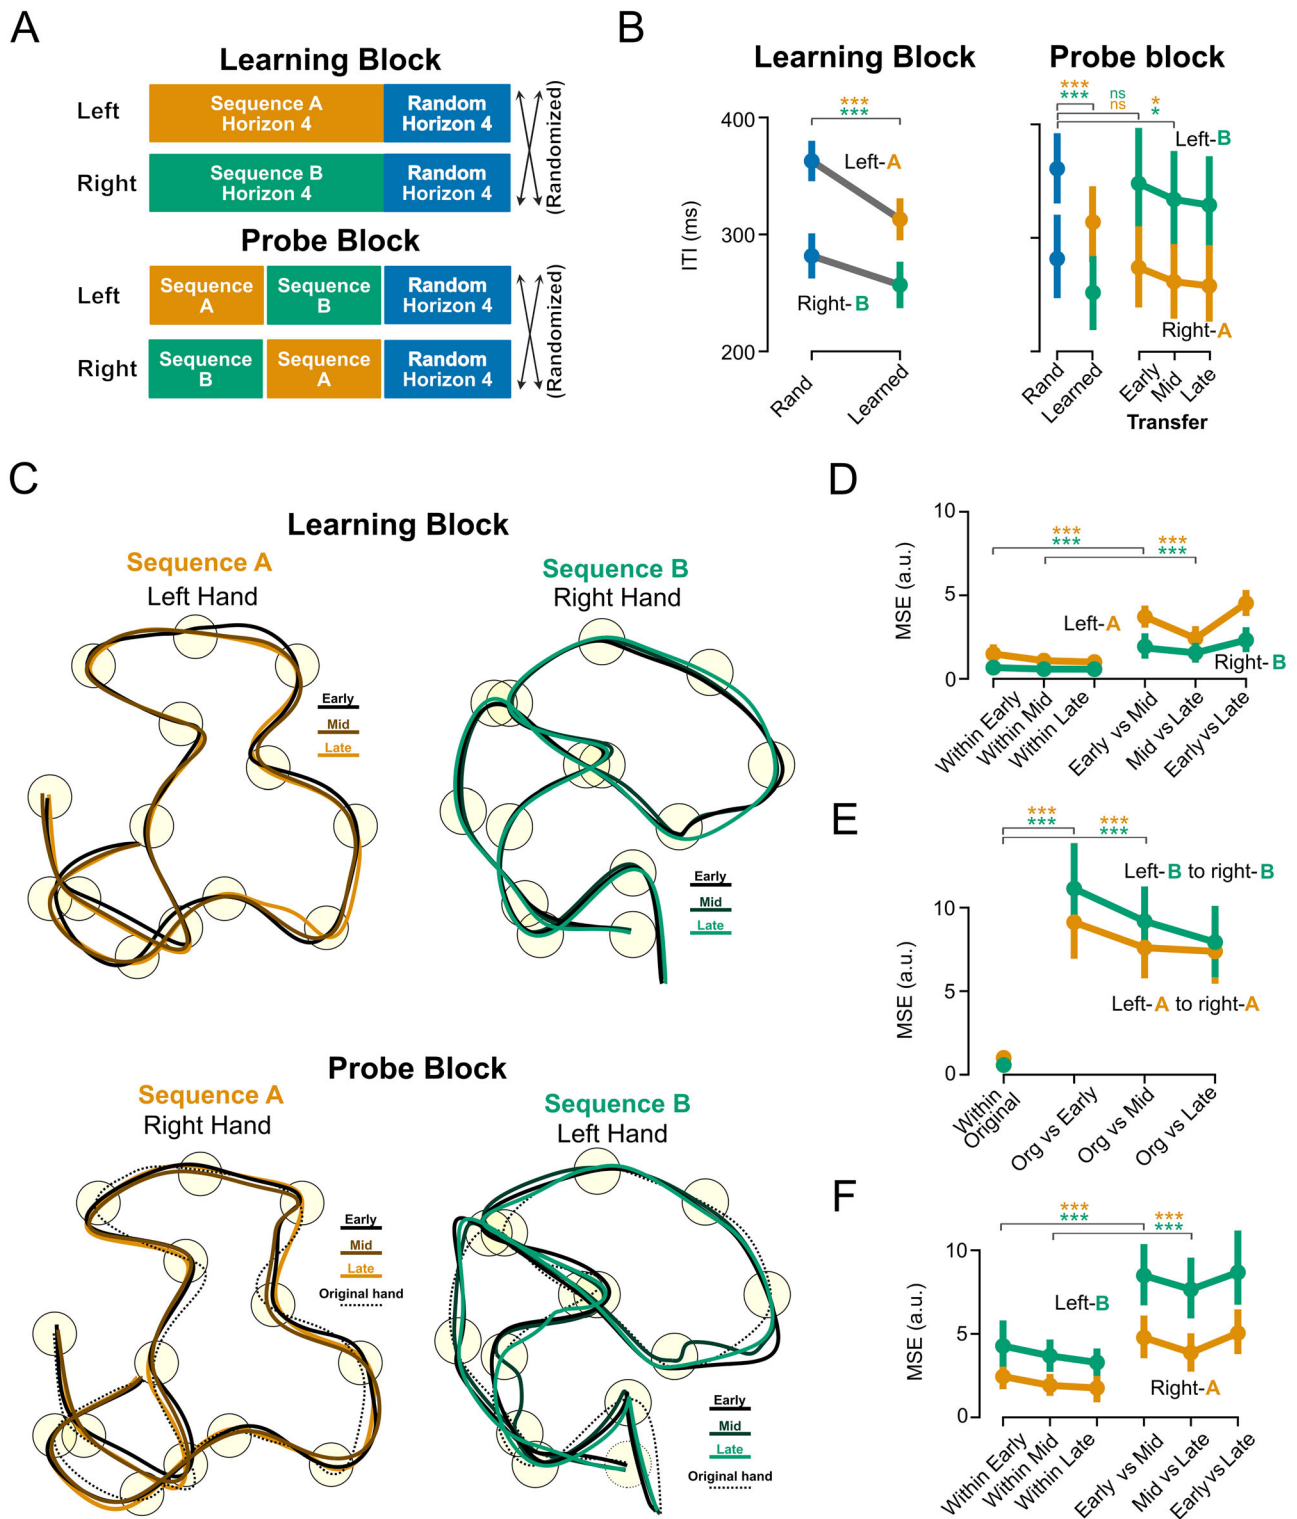 A
Learning Block
Left
Sequence A
Horizon 4
Random
Horizon 4
(Randomized)
Right
Sequence B
Horizon 4
Random
Horizon 4
Probe Block
Left
Sequence
A
Sequence
B
Random
Horizon 4
(Randomized)
Right
Sequence
B
Sequence
A
Random
Horizon 4
B
Learning Block
ITI (ms)
400
300
200
***
***
Left-A
Right-B
Rand
Learned
Probe block
***
***
ns
ns
*
*
Left-B
Right-A
Rand
Learned
Early
Mid
Late
Transfer
C
Learning Block
Sequence A
Left Hand
Early
Mid
Late
Sequence B
Right Hand
Early
Mid
Late
Probe Block
Sequence A
Right Hand
Early
Mid
Late
Original hand
Sequence B
Left Hand
Early
Mid
Late
Original hand
D
MSE (a.u.)
10
5
0
***
***
***
***
Left-A
Right-B
Within Early
Within Mid
Within Late
Early vs Mid
Mid vs Late
Early vs Late
E
MSE (a.u.)
10
5
0
***
***
***
***
Left-B to right-B
Left-A to right-A
Within
Original
Org vs Early
Org vs Mid
Org vs Late
F
MSE (a.u.)
10
5
0
***
***
***
***
Left-B
Right-A
Within Early
Within Mid
Within Late
Early vs Mid
Mid vs Late
Early vs Late